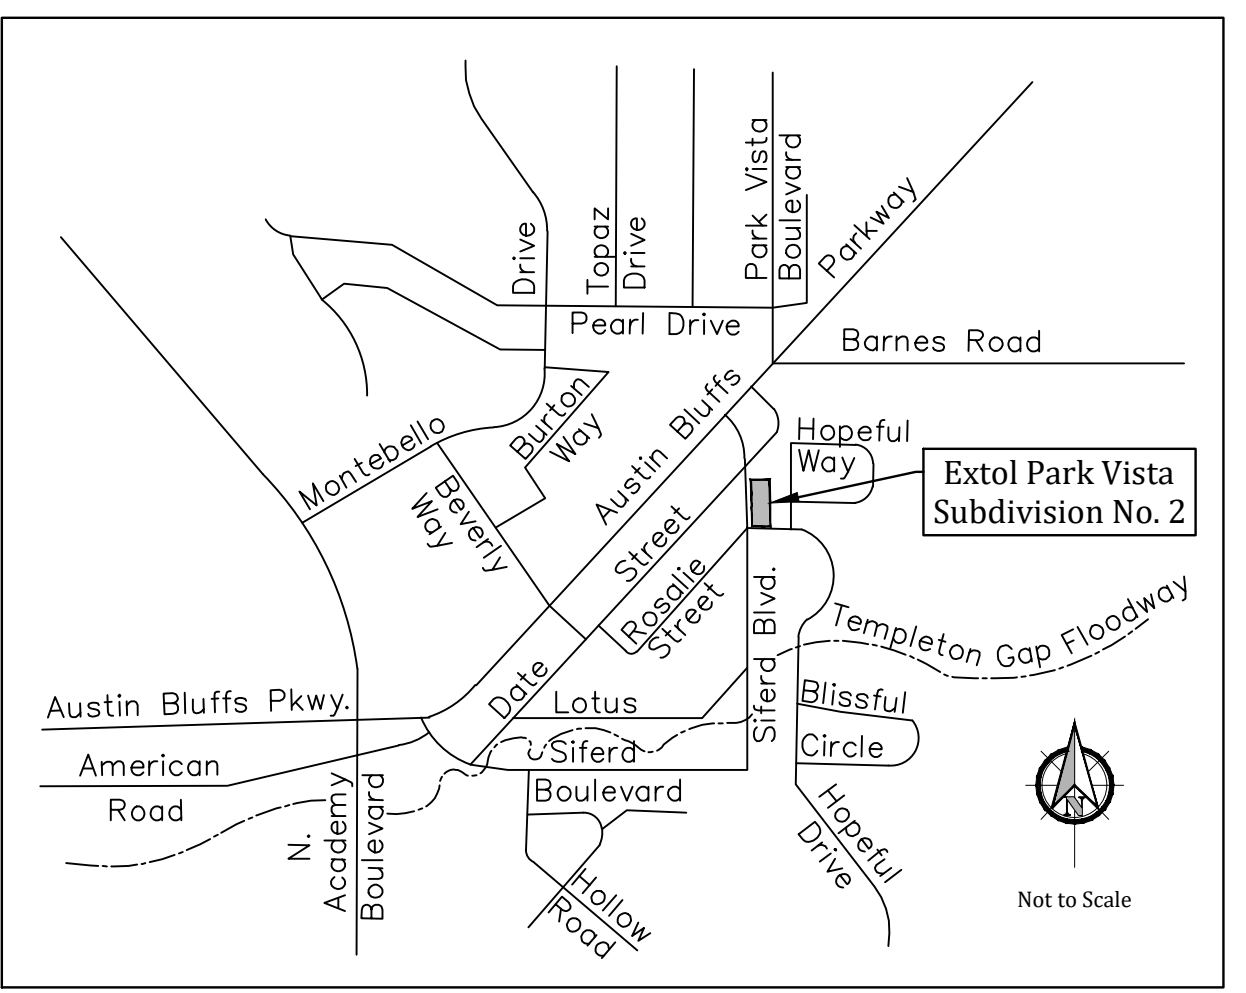 Drive
Topaz
Drive
Park Vista
Boulevard
Parkway
Pearl Drive
Barnes Road
Burton
Way
Austin Bluffs
Hopeful
Way
Montebello
Beverly
Way
Extol Park Vista
Subdivision No. 2
Street
Rosalie
Street
Siferd Blvd.
Templeton Gap Floodway
Date
Austin Bluffs Pkwy.
Lotus
Blissful
Circle
American
Road
Siferd
Boulevard
N.
Academy
Boulevard
Hopeful
Drive
Hollow
Road
N
Not to Scale